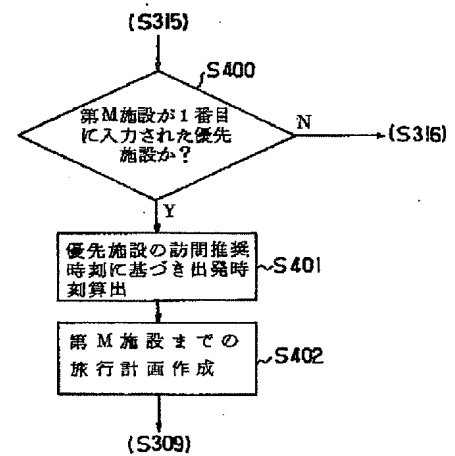 (S315)
S400
第M施設が1番目
に入力された優先
施設か?
N
(S316)
Y
優先施設の訪間推奨
時刻に基づき出発時
刻算出
S401
第M施設までの
旅行計画作成
S402
(S309)